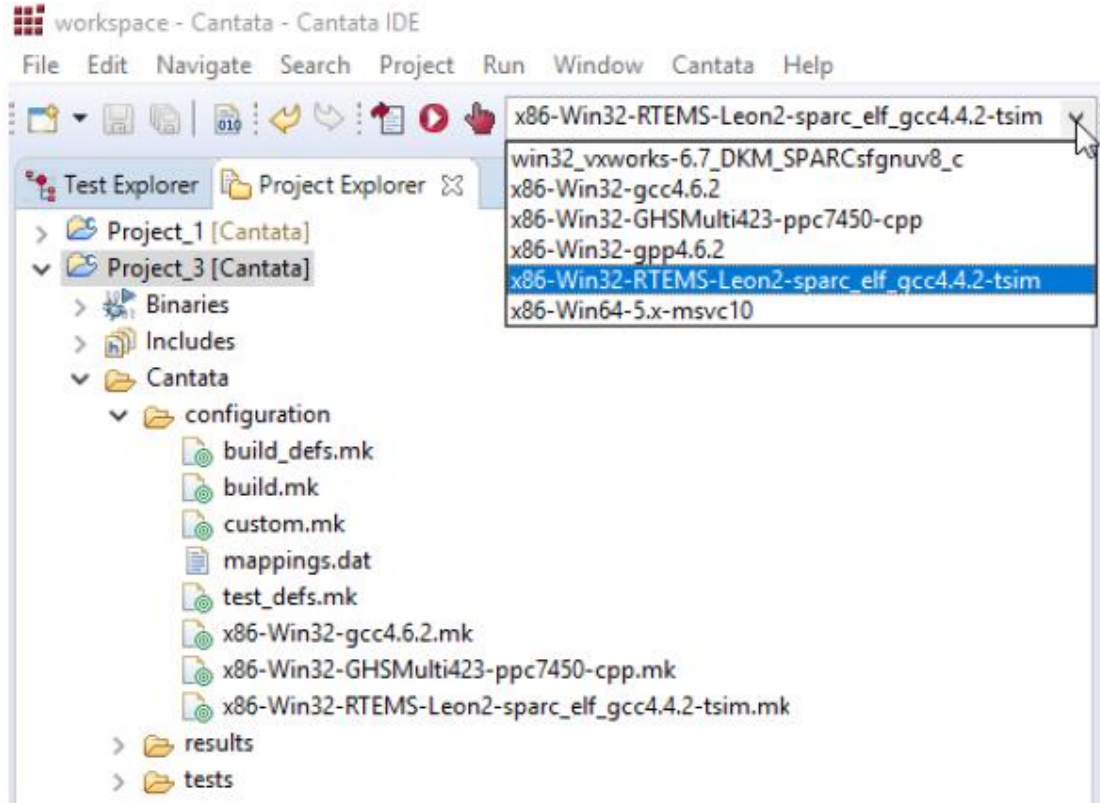 workspace - Cantata - Cantata IDE
File Edit Navigate Search Project Run Window Cantata Help
010
x86-Win32-RTEMS-Leon2-sparc_elf_gcc4.4.2-tsim
win32_vxworks-6.7_DKM_SPARCsfgnuv8_c
x86-Win32-gcc4.6.2
x86-Win32-GHSMulti423-ppc7450-cpp
x86-Win32-gpp4.6.2
x86-Win32-RTEMS-Leon2-sparc_elf_gcc4.4.2-tsim
x86-Win64-5.x-msvc10
Test Explorer Project Explorer
Project_1 [Cantata]
Project_3 [Cantata]
Binaries
Includes
Cantata
configuration
build_defs.mk
build.mk
custom.mk
mappings.dat
test_defs.mk
x86-Win32-gcc4.6.2.mk
x86-Win32-GHSMulti423-ppc7450-cpp.mk
x86-Win32-RTEMS-Leon2-sparc_elf_gcc4.4.2-tsim.mk
results
tests